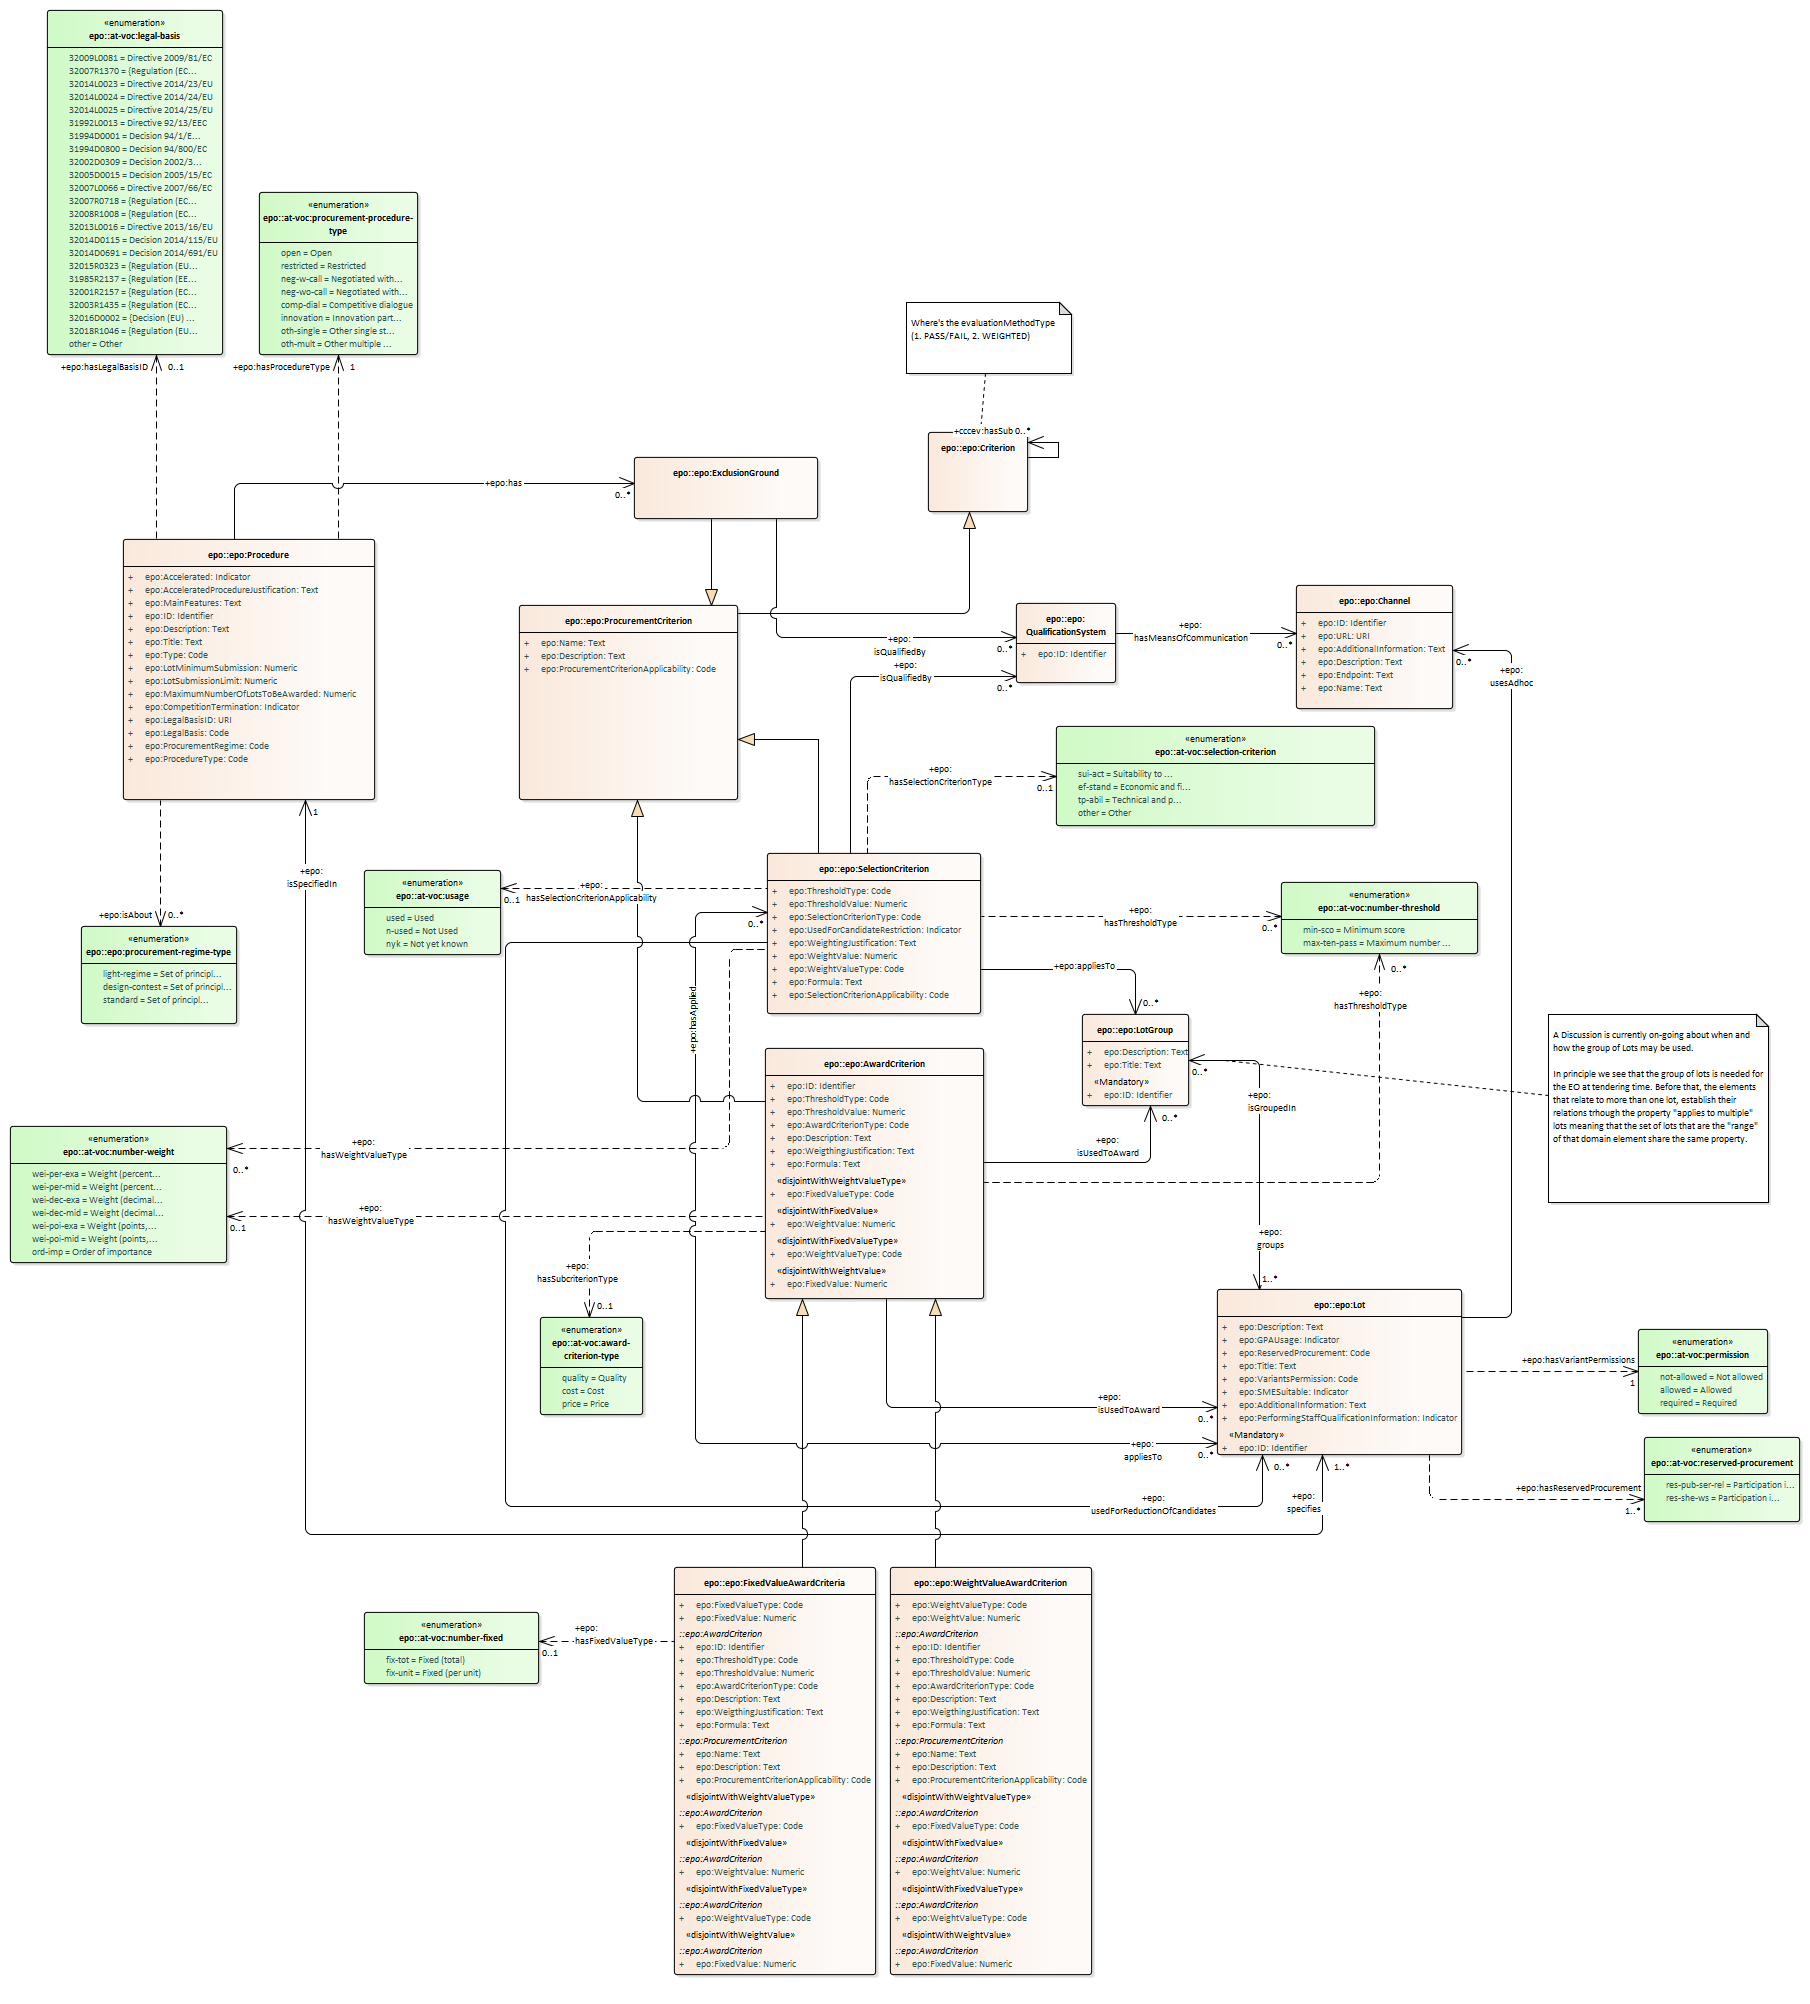 «enumeration»
epo::at-voc:legal-basis
32009L0081 = Directive 2009/81/EC
32007R1370 = {Regulation (EC...
32014L0023 = Directive 2014/23/EU
32014L0024 = Directive 2014/24/EU
32014L0025 = Directive 2014/25/EU
31992L0013 = Directive 92/13/EEC
31994D0001 = Decision 94/1/E...
31994D0800 = Decision 94/800/EC
32002D0309 = Decision 2002/3...
32005D0015 = Decision 2005/15/EC
32007L0066 = Directive 2007/66/EC
32007R0718 = {Regulation (EC...
32008R1008 = {Regulation (EC...
32013L0016 = Directive 2013/16/EU
32014D0115 = Decision 2014/115/EU
32014D0691 = Decision 2014/691/EU
32015R0323 = {Regulation (EU...
31985R2137 = {Regulation (EE...
32001R2157 = {Regulation (EC...
32003R1435 = {Regulation (EC...
32016D0002 = {Decision (EU) ...
32018R1046 = {Regulation (EU...
other = Other
«enumeration»
epo::at-voc:procurement-procedure-
type
open = Open
restricted = Restricted
neg-w-call = Negotiated with...
neg-wo-call = Negotiated with...
comp-dial = Competitive dialogue
innovation = Innovation part...
oth-single = Other single st...
oth-mult = Other multiple ...
+epo:hasLegalBasisID 0..1
+epo:hasProcedureType 1
Where's the evaluationMethodType
(1. PASS/FAIL, 2. WEIGHTED)
+cccev:hasSub 0..*
epo::epo:Criterion
epo::epo:ExclusionGround
+epo:has
0..*
epo::epo:Procedure
+ epo:Accelerated: Indicator
+ epo:AcceleratedProcedureJustification: Text
+ epo:MainFeatures: Text
+ epo:ID: Identifier
+ epo:Description: Text
+ epo:Title: Text
+ epo:Type: Code
+ epo:LotMinimumSubmission: Numeric
+ epo:LotSubmissionLimit: Numeric
+ epo:MaximumNumberOfLotsToBeAwarded: Numeric
+ epo:CompetitionTermination: Indicator
+ epo:LegalBasisID: URI
+ epo:LegalBasis: Code
+ epo:ProcurementRegime: Code
+ epo:ProcedureType: Code
epo::epo:ProcurementCriterion
+ epo:Name: Text
+ epo:Description: Text
+ epo:ProcurementCriterionApplicability: Code
+epo:
isQualifiedBy
0..*
+epo:
isQualifiedBy
0..*
epo::epo:
QualificationSystem
+ epo:ID: Identifier
+epo:
hasMeansOfCommunication
0..*
epo::epo:Channel
+ epo:ID: Identifier
+ epo:URL: URI
+ epo:AdditionalInformation: Text
+ epo:Description: Text
+ epo:Endpoint: Text
+ epo:Name: Text
0..*
+epo:
usesAdhoc
«enumeration»
epo::at-voc:selection-criterion
sui-act = Suitability to ...
ef-stand = Economic and fi...
tp-abil = Technical and p...
other = Other
+epo:
hasSelectionCriterionType
0..1
1
+epo:
isSpecifiedIn
+epo:isAbout 0..*
«enumeration»
epo::epo:procurement-regime-type
light-regime = Set of principl...
design-contest = Set of principl...
standard = Set of principl...
«enumeration»
epo::at-voc:usage
used = Used
n-used = Not Used
nyk = Not yet known
0..1
+epo:
hasSelectionCriterionApplicability
epo::epo:SelectionCriterion
+ epo:ThresholdType: Code
+ epo:ThresholdValue: Numeric
+ epo:SelectionCriterionType: Code
+ epo:UsedForCandidateRestriction: Indicator
+ epo:WeightingJustification: Text
+ epo:WeightValue: Numeric
+ epo:WeightValueType: Code
+ epo:Formula: Text
+ epo:SelectionCriterionApplicability: Code
0..*
+epo:hasApplied
+epo:
hasThresholdType
0..*
«enumeration»
epo::at-voc:number-threshold
min-sco = Minimum score
max-ten-pass = Maximum number ...
0..*
+epo:
hasThresholdType
+epo:appliesTo
0..*
epo::epo:LotGroup
+ epo:Description: Text
+ epo:Title: Text
«Mandatory»
+ epo:ID: Identifier
0..*
+epo:
isGroupedIn
0..*
+epo:
isUsedToAward
A Discussion is currently on-going about when and
how the group of Lots may be used.
In principle we see that the group of lots is needed for
the EO at tendering time. Before that, the elements
that relate to more than one lot, establish their
relations trhough the property "applies to multiple"
lots meaning that the set of lots that are the "range"
of that domain element share the same property.
epo::epo:AwardCriterion
+ epo:ID: Identifier
+ epo:ThresholdType: Code
+ epo:ThresholdValue: Numeric
+ epo:AwardCriterionType: Code
+ epo:Description: Text
+ epo:WeigthingJustification: Text
+ epo:Formula: Text
«disjointWithWeightValueType»
+ epo:FixedValueType: Code
«disjointWithFixedValue»
+ epo:WeightValue: Numeric
«disjointWithFixedValueType»
+ epo:WeightValueType: Code
«disjointWithWeightValue»
+ epo:FixedValue: Numeric
«enumeration»
epo::at-voc:number-weight
wei-per-exa = Weight (percent...
wei-per-mid = Weight (percent...
wei-dec-exa = Weight (decimal...
wei-dec-mid = Weight (decimal...
wei-poi-exa = Weight (points,...
wei-poi-mid = Weight (points,...
ord-imp = Order of importance
0..*
+epo:
hasWeightValueType
0..1
+epo:
hasWeightValueType
+epo:
hasSubcriterionType
0..1
«enumeration»
epo::at-voc:award-
criterion-type
quality = Quality
cost = Cost
price = Price
+epo:
groups
1..*
epo::epo:Lot
+ epo:Description: Text
+ epo:GPAUsage: Indicator
+ epo:ReservedProcurement: Code
+ epo:Title: Text
+ epo:VariantsPermission: Code
+ epo:SMESuitable: Indicator
+ epo:AdditionalInformation: Text
+ epo:PerformingStaffQualificationInformation: Indicator
«Mandatory»
+ epo:ID: Identifier
+epo:hasVariantPermissions
1
«enumeration»
epo::at-voc:permission
not-allowed = Not allowed
allowed = Allowed
required = Required
«enumeration»
epo::at-voc:reserved-procurement
res-pub-ser-rel = Participation i...
res-she-ws = Participation i...
+epo:hasReservedProcurement
1..*
+epo:
isUsedToAward
0..*
+epo:
appliesTo
0..*
0..*
1..*
+epo:
usedForReductionOfCandidates
+epo:
specifies
«enumeration»
epo::at-voc:number-fixed
fix-tot = Fixed (total)
fix-unit = Fixed (per unit)
+epo:
hasFixedValueType
0..1
epo::epo:FixedValueAwardCriteria
+ epo:FixedValueType: Code
+ epo:FixedValue: Numeric
::epo:AwardCriterion
+ epo:ID: Identifier
+ epo:ThresholdType: Code
+ epo:ThresholdValue: Numeric
+ epo:AwardCriterionType: Code
+ epo:Description: Text
+ epo:WeigthingJustification: Text
+ epo:Formula: Text
::epo:ProcurementCriterion
+ epo:Name: Text
+ epo:Description: Text
+ epo:ProcurementCriterionApplicability: Code
«disjointWithWeightValueType»
::epo:AwardCriterion
+ epo:FixedValueType: Code
«disjointWithFixedValue»
::epo:AwardCriterion
+ epo:WeightValue: Numeric
«disjointWithFixedValueType»
::epo:AwardCriterion
+ epo:WeightValueType: Code
«disjointWithWeightValue»
::epo:AwardCriterion
+ epo:FixedValue: Numeric
epo::epo:WeightValueAwardCriterion
+ epo:WeightValueType: Code
+ epo:WeightValue: Numeric
::epo:AwardCriterion
+ epo:ID: Identifier
+ epo:ThresholdType: Code
+ epo:ThresholdValue: Numeric
+ epo:AwardCriterionType: Code
+ epo:Description: Text
+ epo:WeigthingJustification: Text
+ epo:Formula: Text
::epo:ProcurementCriterion
+ epo:Name: Text
+ epo:Description: Text
+ epo:ProcurementCriterionApplicability: Code
«disjointWithWeightValueType»
::epo:AwardCriterion
+ epo:FixedValueType: Code
«disjointWithFixedValue»
::epo:AwardCriterion
+ epo:WeightValue: Numeric
«disjointWithFixedValueType»
::epo:AwardCriterion
+ epo:WeightValueType: Code
«disjointWithWeightValue»
::epo:AwardCriterion
+ epo:FixedValue: Numeric